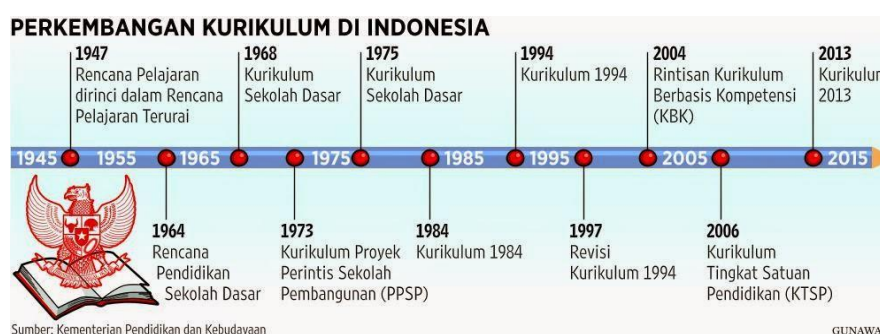 PERKEMBANGAN KURIKULUM DI INDONESIA
1947
Rencana Pelajaran
dirinci dalam Rencana
Pelajaran Terurai
1968
Kurikulum
Sekolah Dasar
1975
Kurikulum
Sekolah Dasar
1994
Kurikulum 1994
2004
Rintisan Kurikulum
Berbasis Kompetensi
(KBK)
2013
Kurikulum
2013
1945 1955 1965 1975 1985 1995 2005 2015
1964
Rencana
Pendidikan
Sekolah Dasar
1973
Kurikulum Proyek
Perintis Sekolah
Pembangunan (PPSP)
1984
Kurikulum 1984
1997
Revisi
Kurikulum 1994
2006
Kurikulum
Tingkat Satuan
Pendidikan (KTSP)
Sumber: Kementerian Pendidikan dan Kebudayaan
GUNAWA